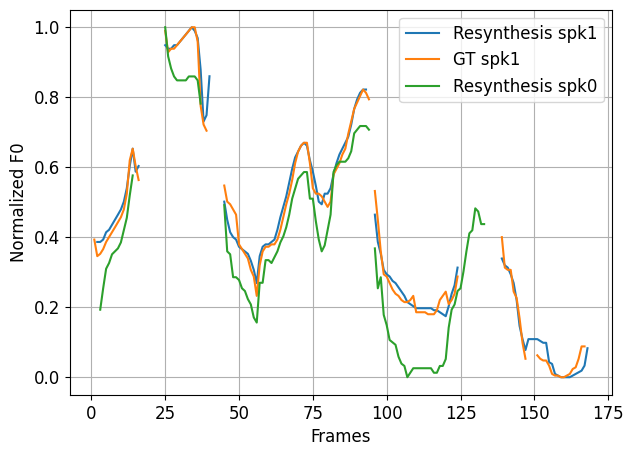 Resynthesis spk1
GT spk1
Resynthesis spk0
Normalized F0
1.0
0.8
0.6
0.4
0.2
0.0
0 25 50 75 100 125 150 175
Frames